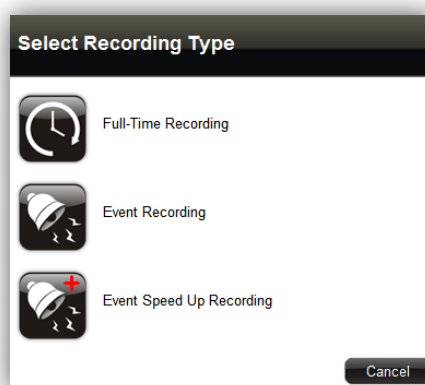 Select Recording Type
Full-Time Recording
Event Recording
Event Speed Up Recording
Cancel